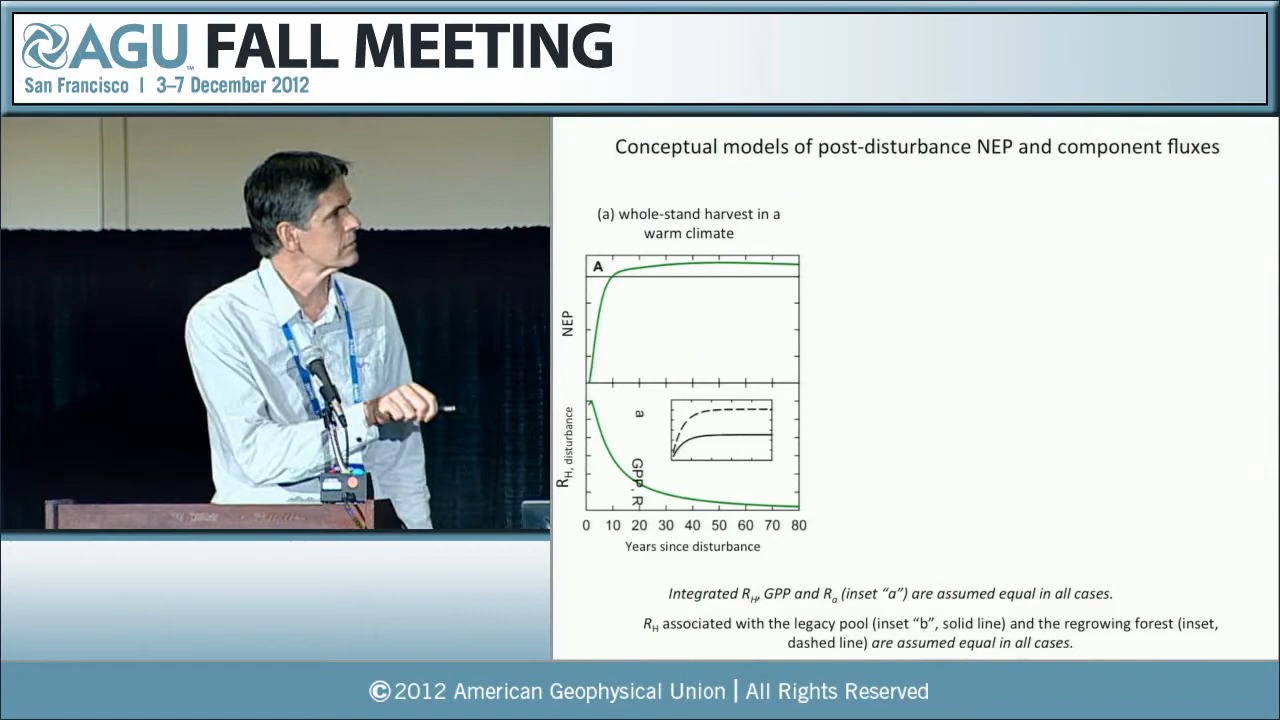 AGU FALL MEETING
San Francisco | 3–7 December 2012
Conceptual models of post-disturbance NEP and component fluxes
(a) whole-stand harvest in a
warm climate
A
NEP
RH, disturbance
a
GPP, R
0 10 20 30 40 50 60 70 80
Years since disturbance
Integrated RH, GPP and Ra (inset “a”) are assumed equal in all cases.
RH associated with the legacy pool (inset “b”, solid line) and the regrowing forest (inset,
dashed line) are assumed equal in all cases.
©2012 American Geophysical Union | All Rights Reserved